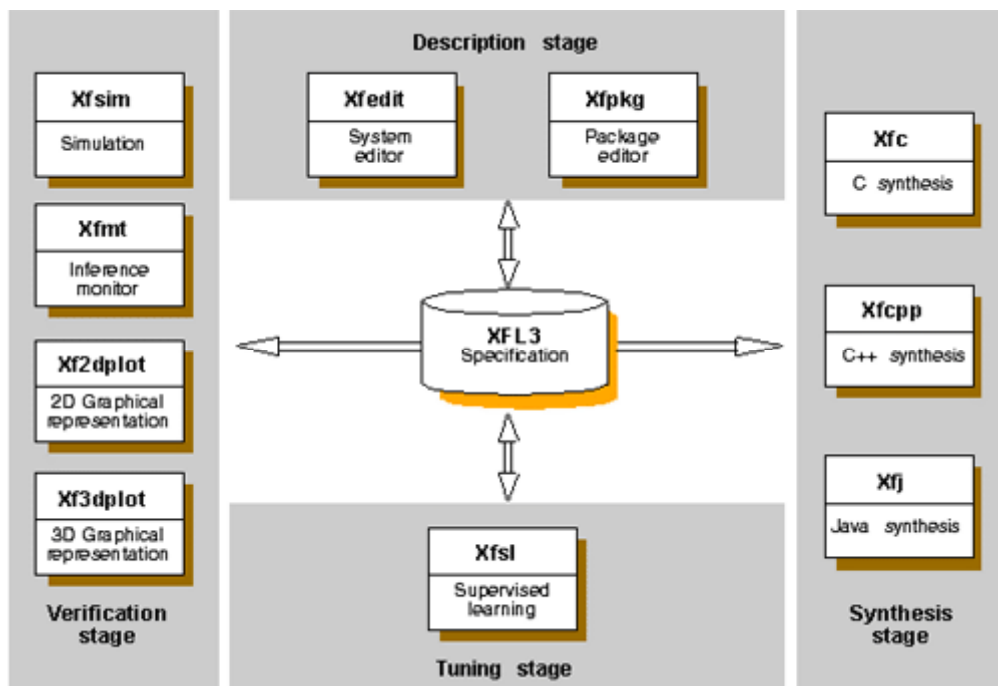 Description stage
Xfsim
Simulation
Xfmt
Inference
monitor
Xf2dplot
2D Graphical
representation
Xf3dplot
3D Graphical
representation
Verification
stage
Xfedit
System
editor
Xfpkg
Package
editor
XFL3
Specification
Xfsl
Supervised
learning
Tuning stage
Xfc
C synthesis
Xfcpp
C++ synthesis
Xfj
Java synthesis
Synthesis
stage